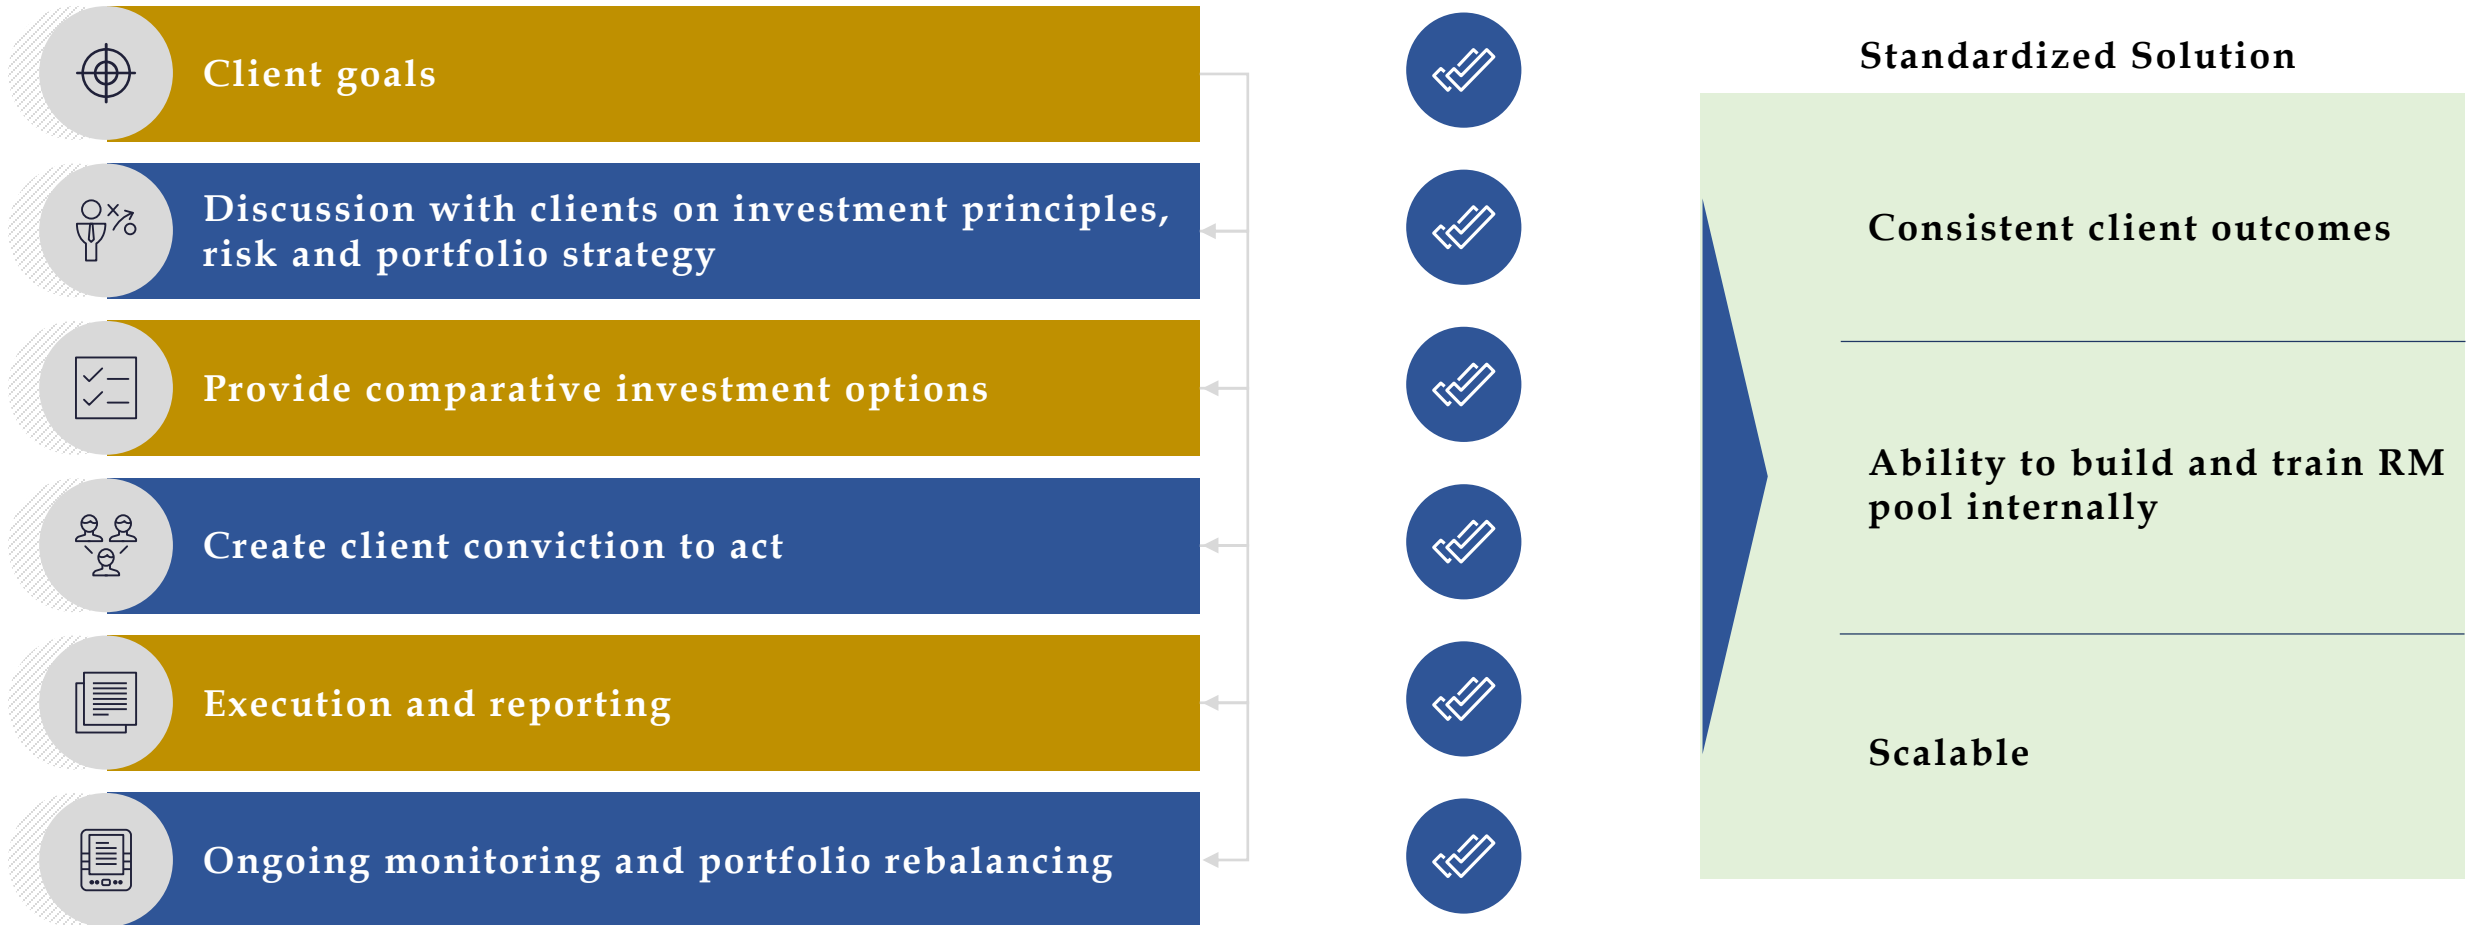 Client goals
Discussion with clients on investment principles,
risk and portfolio strategy
Provide comparative investment options
Create client conviction to act
Execution and reporting
Ongoing monitoring and portfolio rebalancing
Standardized Solution
Consistent client outcomes
Ability to build and train RM
pool internally
Scalable